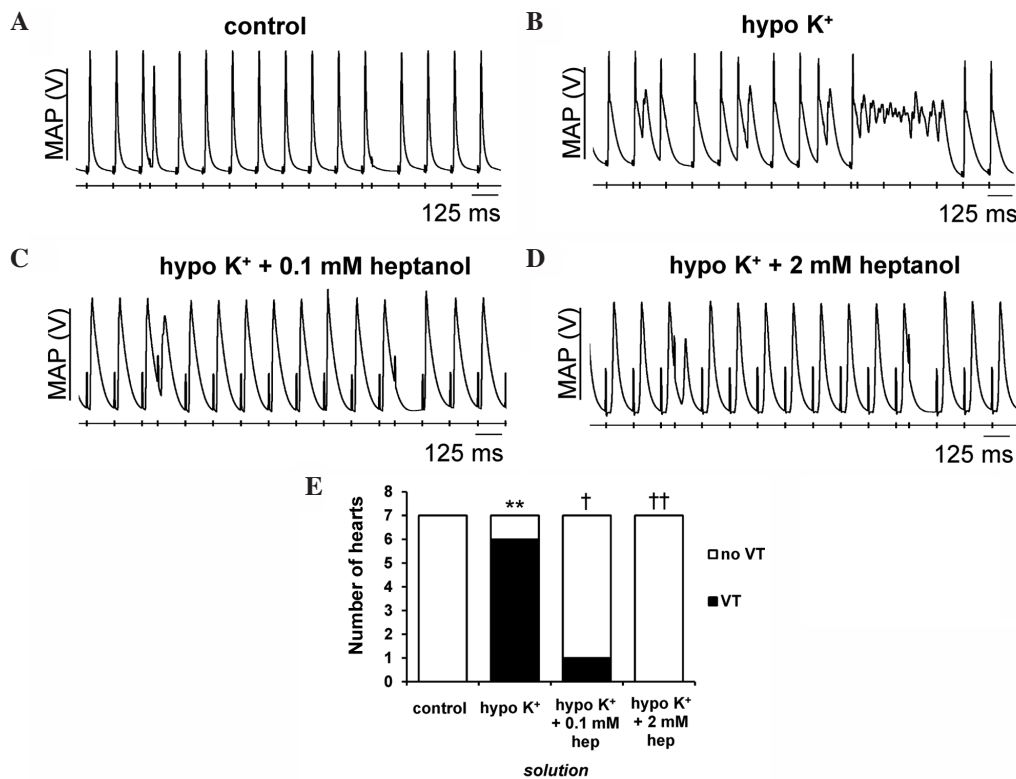 A
control
MAP (V)
125 ms
B
hypo K⁺
MAP (V)
125 ms
C
hypo K⁺ + 0.1 mM heptanol
MAP (V)
125 ms
D
hypo K⁺ + 2 mM heptanol
MAP (V)
125 ms
E
Number of hearts
8
7
6
5
4
3
2
1
0
**
†
††
no VT
VT
control
hypo K⁺
hypo K⁺
+ 0.1 mM
hep
hypo K⁺
+ 2 mM
hep
solution